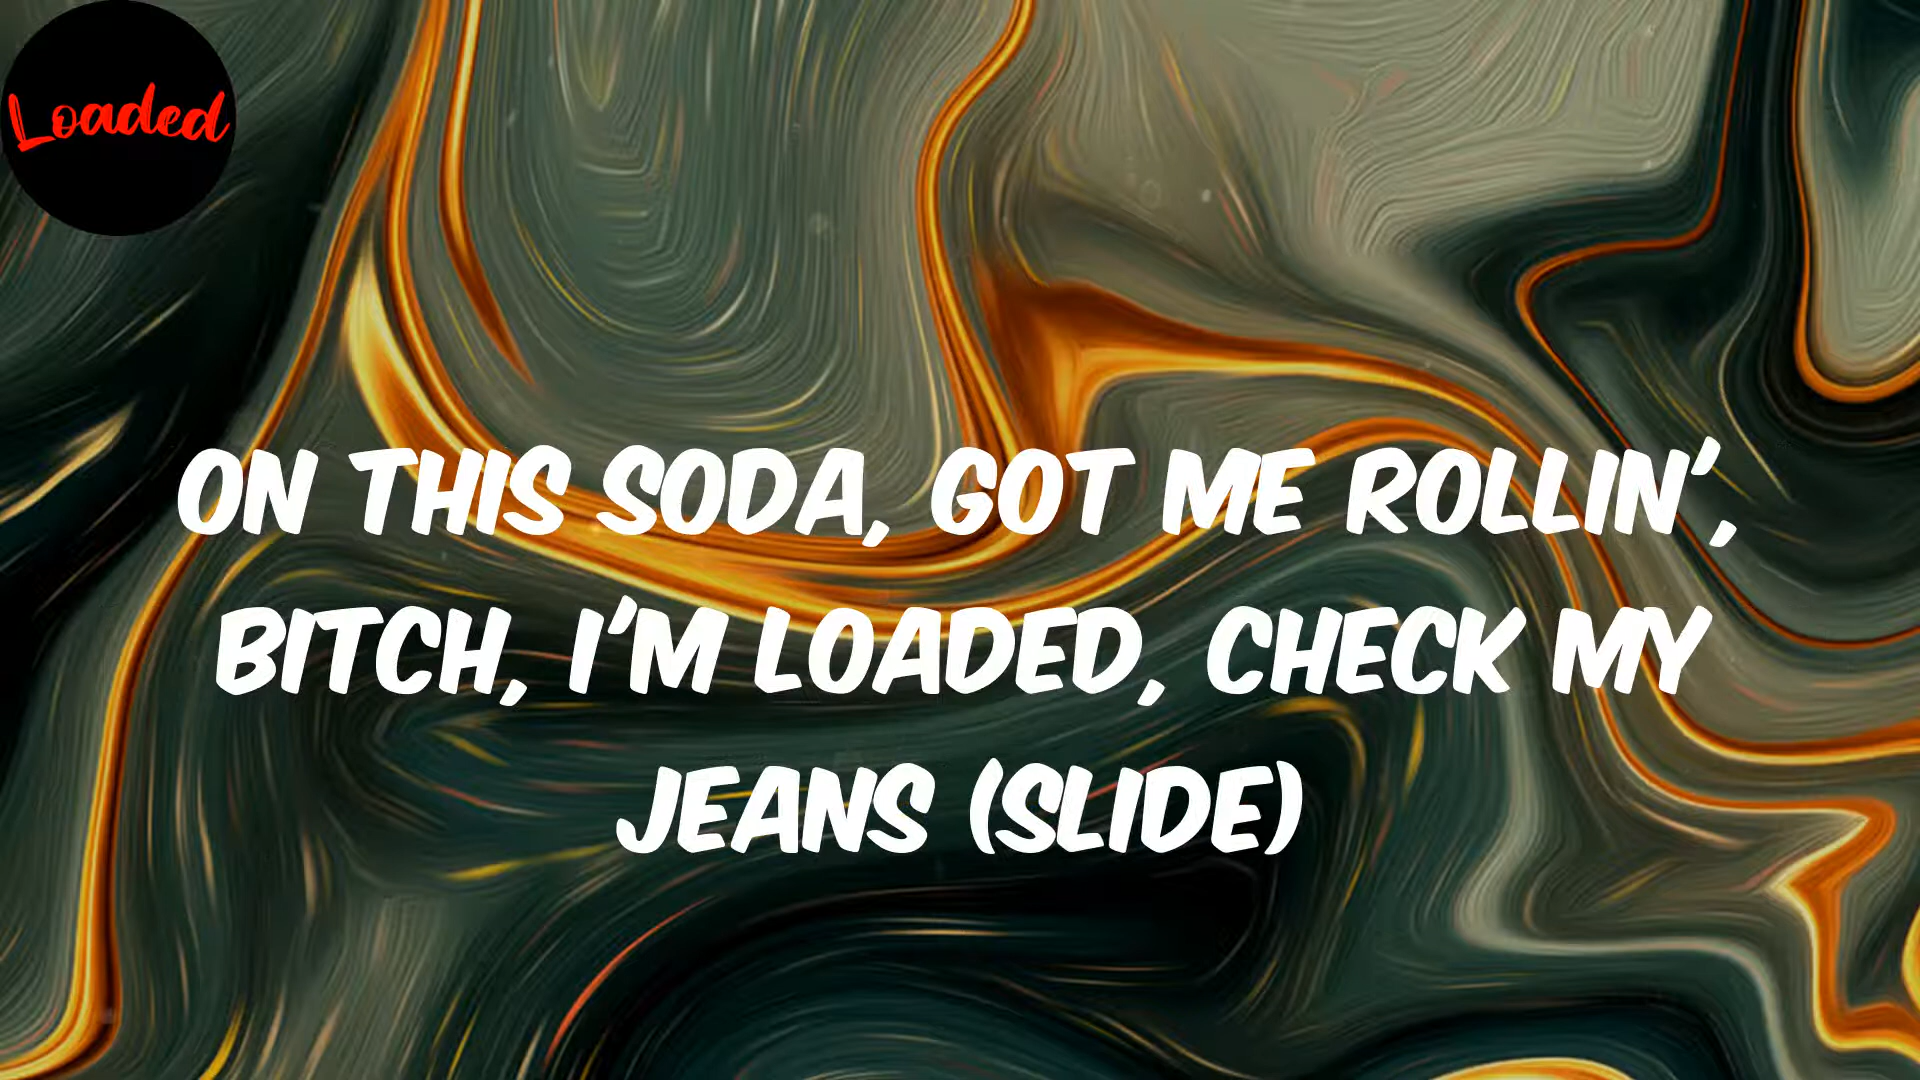 Loaded
ON THIS SODA, GOT ME ROLLIN',
BITCH, I'M LOADED, CHECK MY
JEANS (SLIDE)